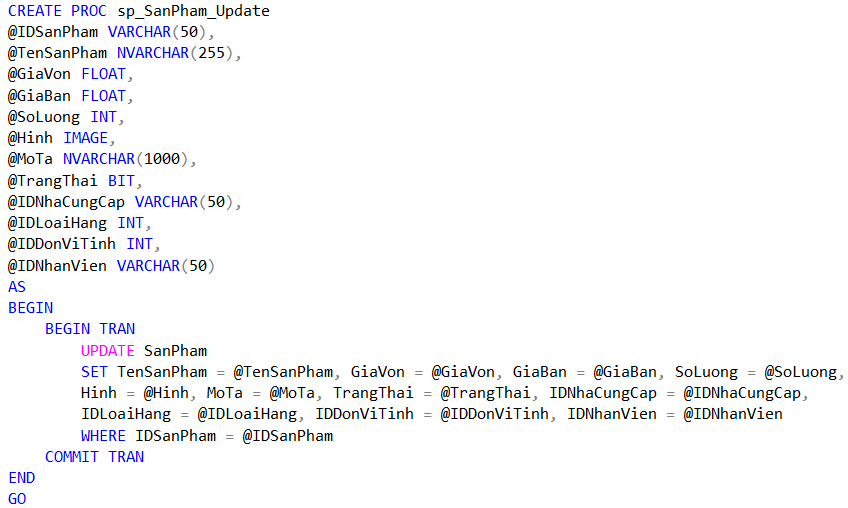 CREATE PROC sp_SanPham_Update
@IDSanPham VARCHAR(50),
@TenSanPham NVARCHAR(255),
@GiaVon FLOAT,
@GiaBan FLOAT,
@SoLuong INT,
@Hinh IMAGE,
@MoTa NVARCHAR(1000),
@TrangThai BIT,
@IDNhaCungCap VARCHAR(50),
@IDLoaiHang INT,
@IDDonViTinh INT,
@IDNhanVien VARCHAR(50)
AS
BEGIN
    BEGIN TRAN
        UPDATE SanPham
        SET TenSanPham = @TenSanPham, GiaVon = @GiaVon, GiaBan = @GiaBan, SoLuong = @SoLuong,
        Hinh = @Hinh, MoTa = @MoTa, TrangThai = @TrangThai, IDNhaCungCap = @IDNhaCungCap,
        IDLoaiHang = @IDLoaiHang, IDDonViTinh = @IDDonViTinh, IDNhanVien = @IDNhanVien
        WHERE IDSanPham = @IDSanPham
    COMMIT TRAN
END
GO